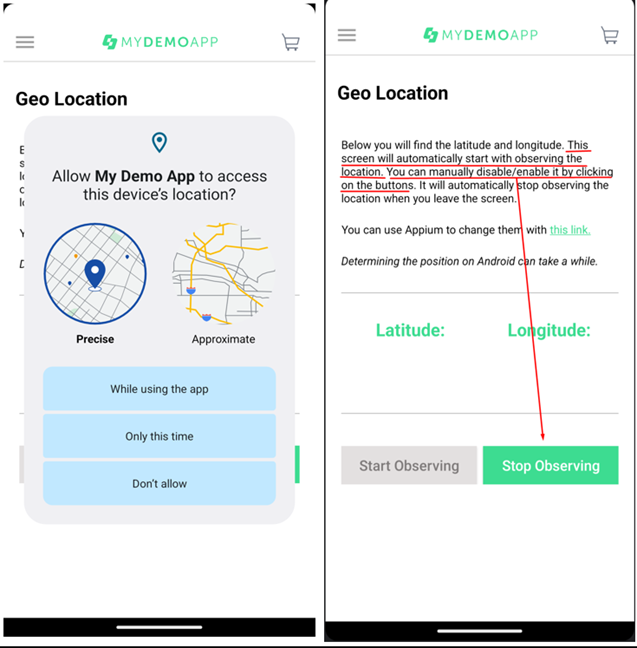 MYDEMOAPP
Geo Location
Allow My Demo App to access
this device's location?
Precise
Approximate
While using the app
Only this time
Don't allow
MYDEMOAPP
Geo Location
Below you will find the latitude and longitude. This
screen will automatically start with observing the
location. You can manually disable/enable it by clicking
on the buttons. It will automatically stop observing the
location when you leave the screen.
You can use Appium to change them with this link.
Determining the position on Android can take a while.
Latitude:
Longitude:
Start Observing
Stop Observing